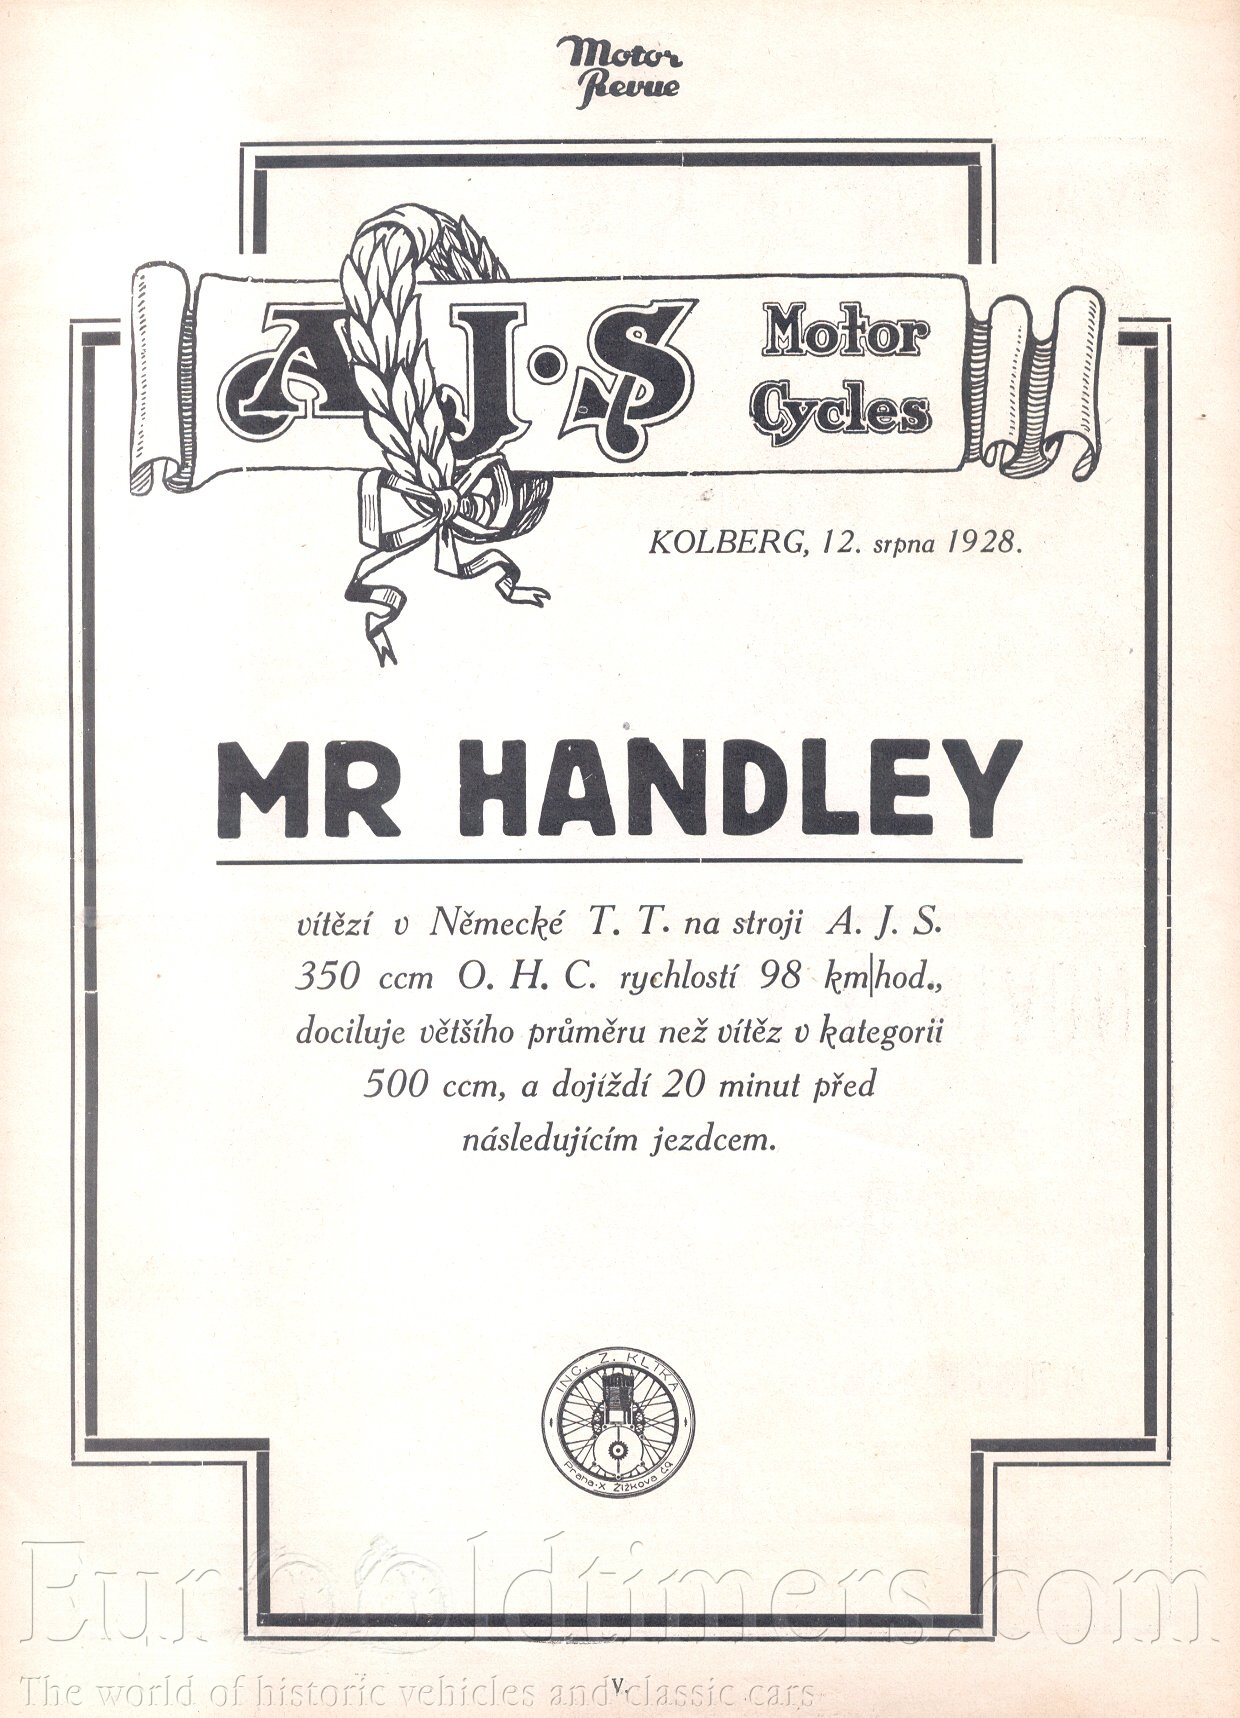 Motor
Revue
A.J.S Motor
Cycles
KOLBERG, 12. srpna 1928.
MR HANDLEY
vítězí v Německé T. T. na stroji A. J. S.
350 ccm O. H. C. rychlostí 98 km|hod.,
dociluje většího průměru než vítěz v kategorii
500 ccm, a dojíždí 20 minut před
následujícím jezdcem.
ING. Z. KLIKA
Praha-X Žižkova č.9
EuroOldtimers.com
The world of historic vehicles and classic cars
V.